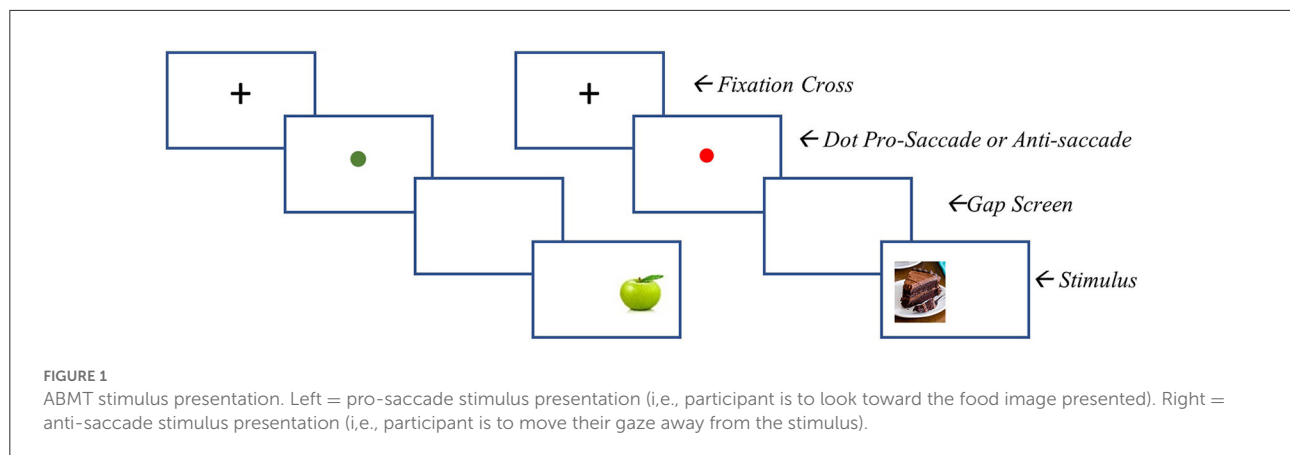 ← Fixation Cross
← Dot Pro-Saccade or Anti-saccade
←Gap Screen
← Stimulus
FIGURE 1
ABMT stimulus presentation. Left = pro-saccade stimulus presentation (i,e., participant is to look toward the food image presented). Right =
anti-saccade stimulus presentation (i,e., participant is to move their gaze away from the stimulus).